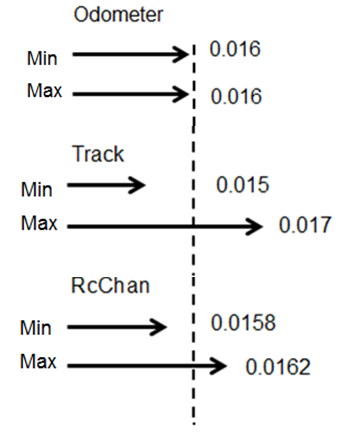 Odometer
Min 0.016
Max 0.016
Track
Min 0.015
Max 0.017
RcChan
Min 0.0158
Max 0.0162